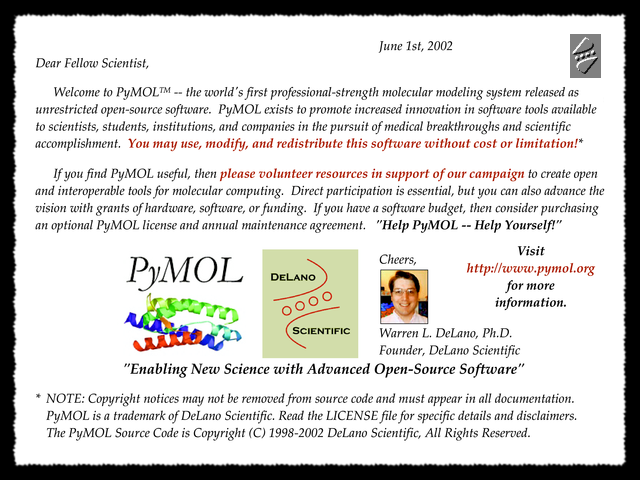 June 1st, 2002
Dear Fellow Scientist,
Welcome to PyMOL™ -- the world's first professional-strength molecular modeling system released as
unrestricted open-source software. PyMOL exists to promote increased innovation in software tools available
to scientists, students, institutions, and companies in the pursuit of medical breakthroughs and scientific
accomplishment. You may use, modify, and redistribute this software without cost or limitation!*
If you find PyMOL useful, then please volunteer resources in support of our campaign to create open
and interoperable tools for molecular computing. Direct participation is essential, but you can also advance the
vision with grants of hardware, software, or funding. If you have a software budget, then consider purchasing
an optional PyMOL license and annual maintenance agreement. "Help PyMOL -- Help Yourself!"
PyMOL
DELANO
SCIENTIFIC
Cheers,
Warren L. DeLano, Ph.D.
Founder, DeLano Scientific
Visit
http://www.pymol.org
for more
information.
"Enabling New Science with Advanced Open-Source Software"
* NOTE: Copyright notices may not be removed from source code and must appear in all documentation.
PyMOL is a trademark of DeLano Scientific. Read the LICENSE file for specific details and disclaimers.
The PyMOL Source Code is Copyright (C) 1998-2002 DeLano Scientific, All Rights Reserved.